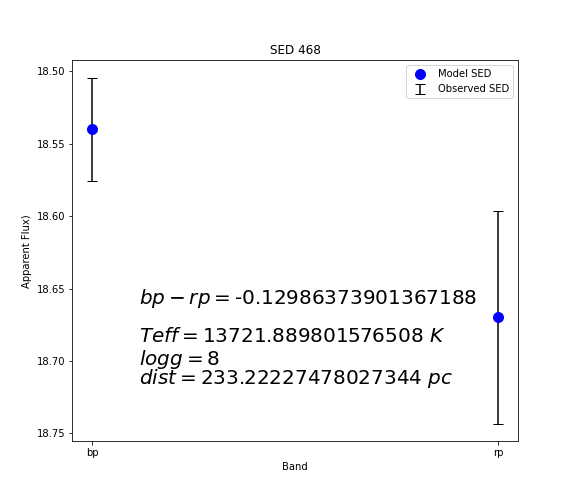 SED 468
18.50
18.55
18.60
18.65
18.70
18.75
Apparent Flux)
Model SED
Observed SED
bp − rp = -0.12986373901367188
Teff = 13721.889801576508 K
logg = 8
dist = 233.22227478027344 pc
bp
rp
Band